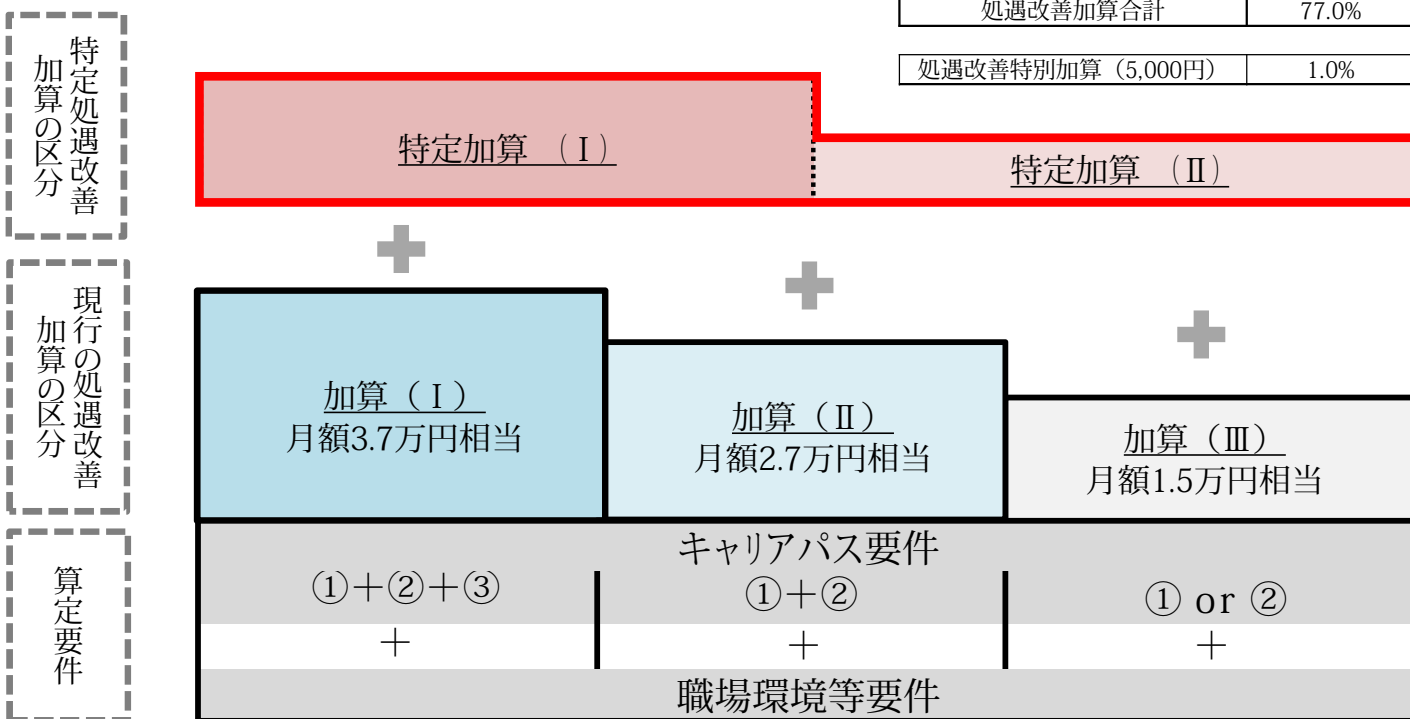 処遇改善加算合計 77.0%
処遇改善特別加算（5,000円） 1.0%
特定処遇改善
加算の区分
特定加算 （Ⅰ）
特定加算 （Ⅱ）
現行の処遇改善
加算の区分
加算（Ⅰ）
月額3.7万円相当
加算（Ⅱ）
月額2.7万円相当
加算（Ⅲ）
月額1.5万円相当
算定要件
キャリアパス要件
①＋②＋③
①＋②
① or ②
＋ ＋ ＋
職場環境等要件